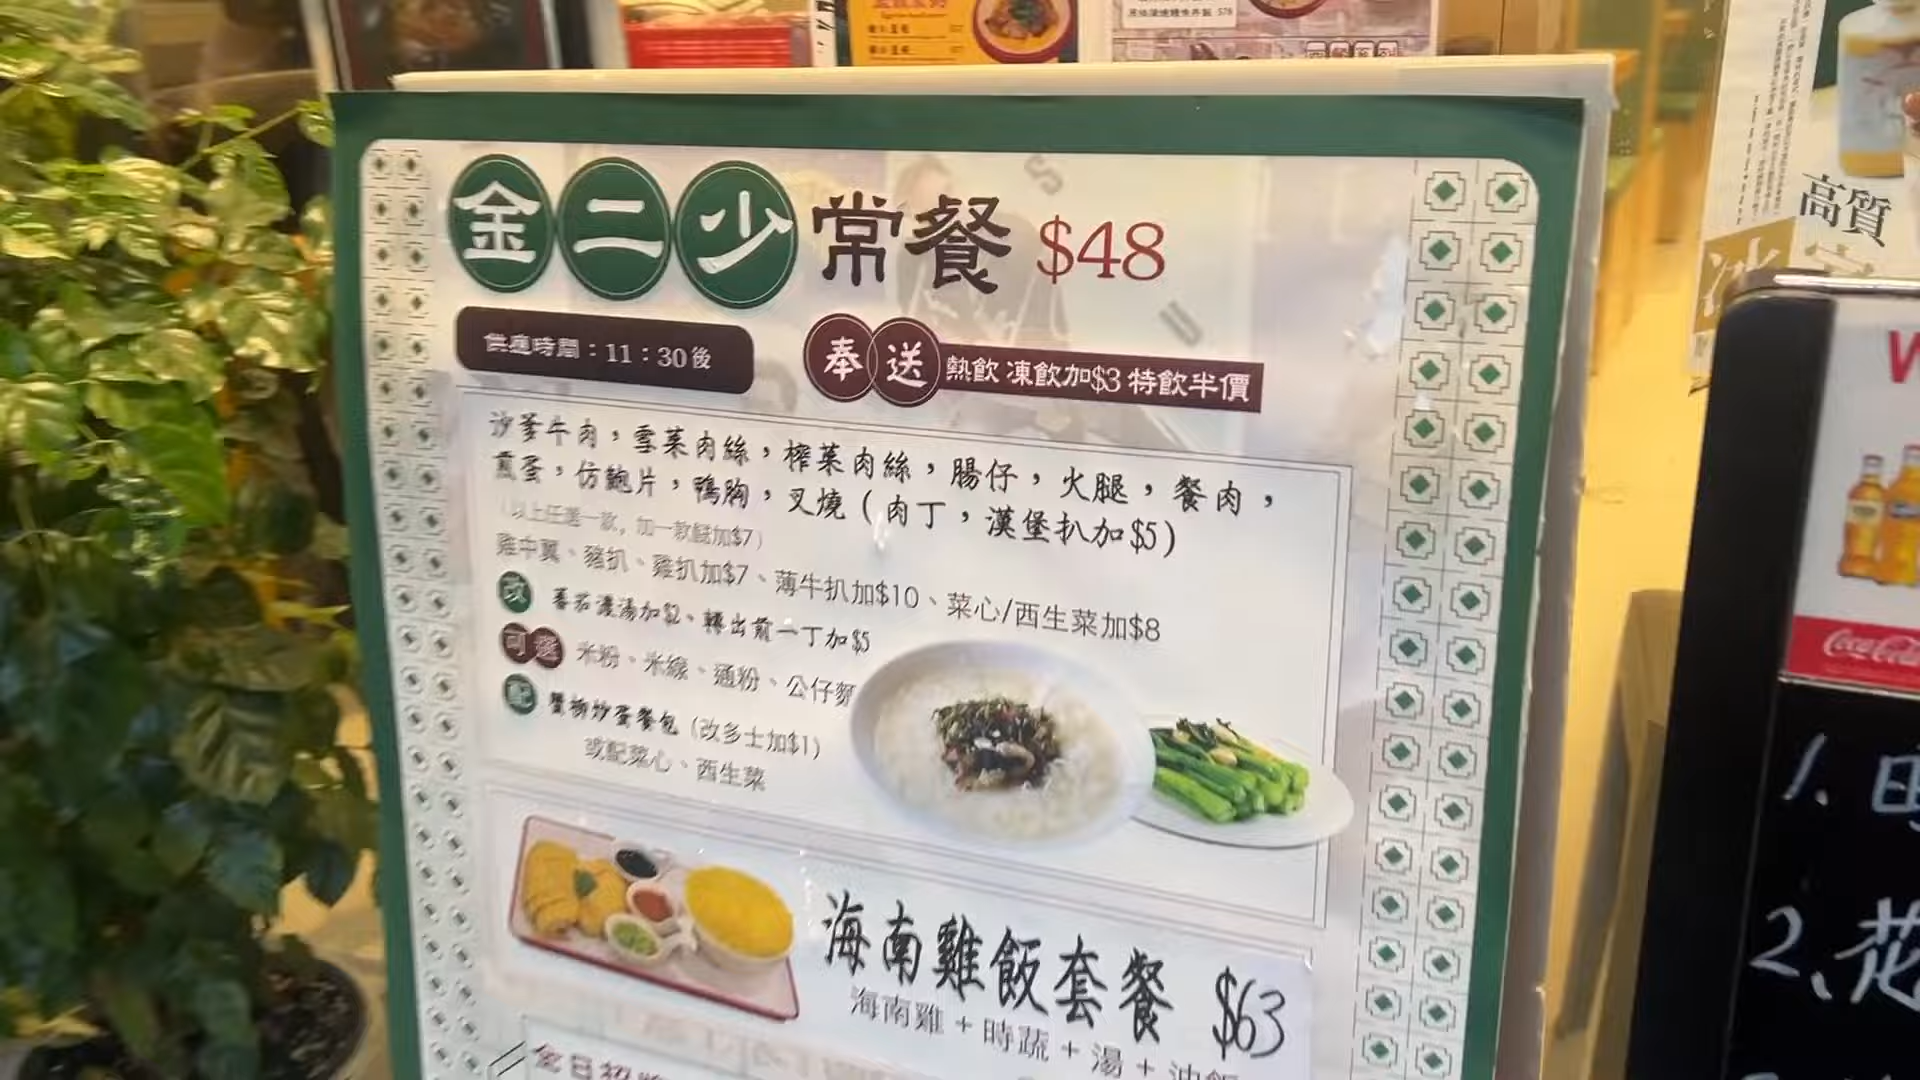 金二少常餐 $48
供應時間：11：30後
奉送 熱飲 凍飲加$3 特飲半價
沙爹牛肉，雪菜肉絲，榨菜肉絲，腸仔，火腿，餐肉，
煎蛋，仿鮑片，鴨胸，叉燒（肉丁，漢堡扒加$5）
（以上任選一款，加一款餸加$7）
雞中翼、豬扒、雞扒加$7、薄牛扒加$10、菜心/西生菜加$8
改 蕃茄濃湯加$2、轉出前一丁加$5
可選 米粉、米線、通粉、公仔麵
配 蟹柳炒蛋餐包（改多士加$1）
或配菜心、西生菜
海南雞飯套餐 $63
海南雞 + 時蔬 + 湯 + 油飯
高質
Coca-Cola
1.
2、花